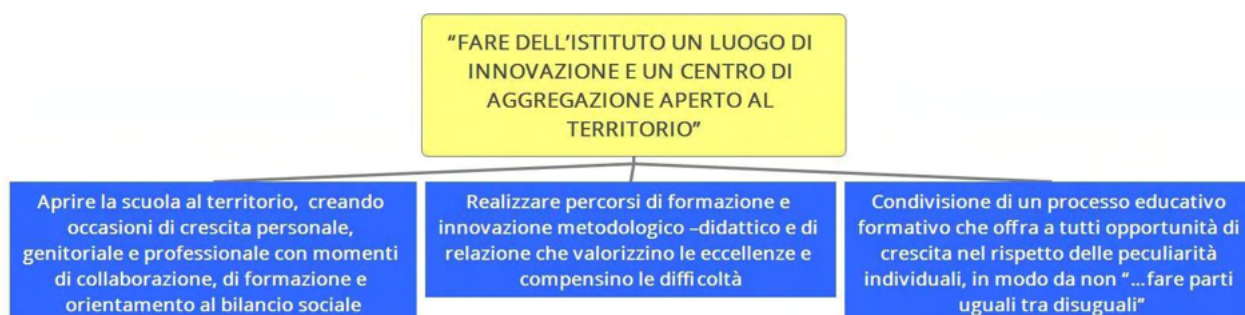 “FARE DELL’ISTITUTO UN LUOGO DI
INNOVAZIONE E UN CENTRO DI
AGGREGAZIONE APERTO AL
TERRITORIO”
Aprire la scuola al territorio, creando
occasioni di crescita personale,
genitoriale e professionale con momenti
di collaborazione, di formazione e
orientamento al bilancio sociale
Realizzare percorsi di formazione e
innovazione metodologico –didattico e di
relazione che valorizzino le eccellenze e
compensino le difficoltà
Condivisione di un processo educativo
formativo che offra a tutti opportunità di
crescita nel rispetto delle peculiarità
individuali, in modo da non “...fare parti
uguali tra disuguali”